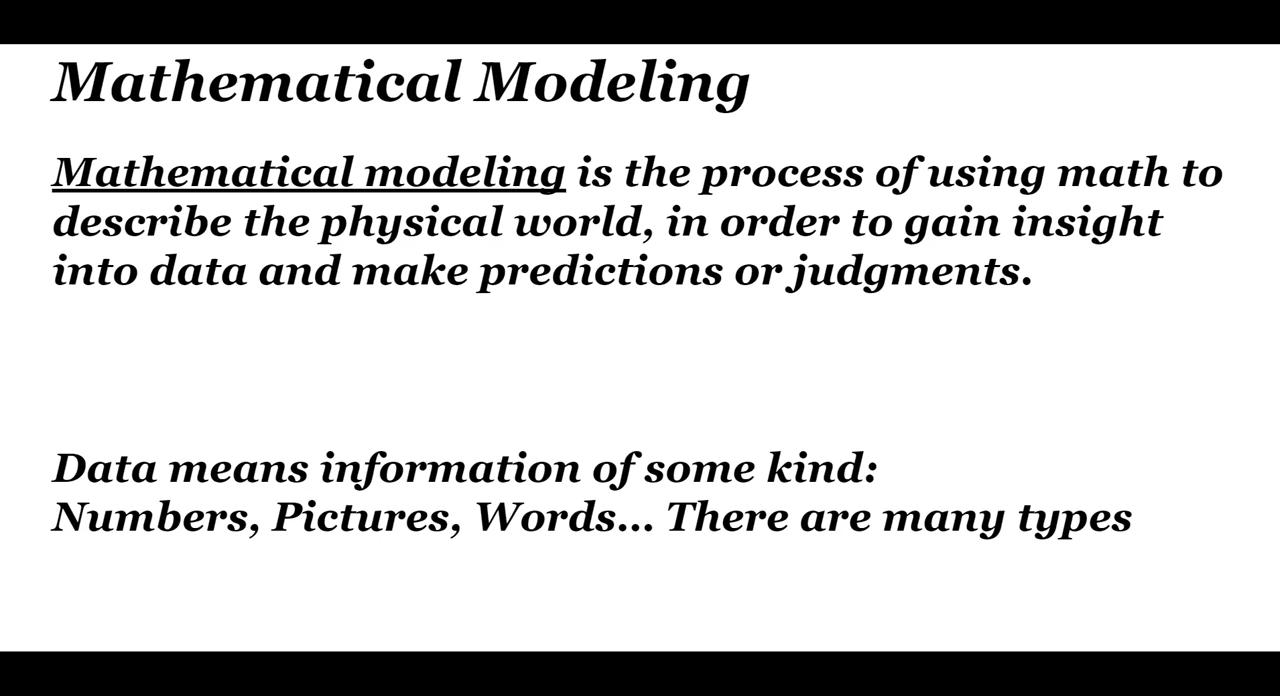 Mathematical Modeling
Mathematical modeling is the process of using math to
describe the physical world, in order to gain insight
into data and make predictions or judgments.
Data means information of some kind:
Numbers, Pictures, Words... There are many types